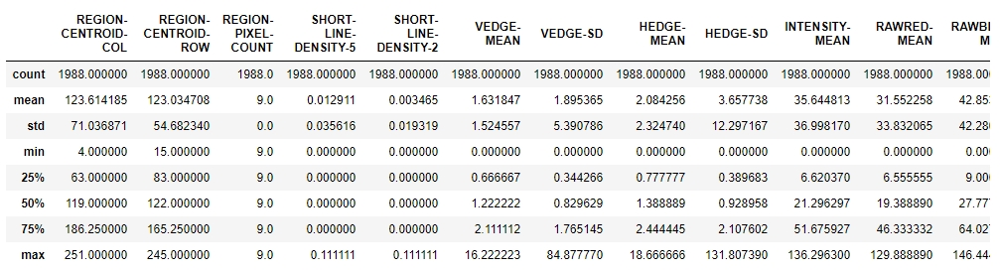 REGION-CENTROID-COL REGION-CENTROID-ROW REGION-PIXEL-COUNT SHORT-LINE-DENSITY-5 SHORT-LINE-DENSITY-2 VEDGE-MEAN VEDGE-SD HEDGE-MEAN HEDGE-SD INTENSITY-MEAN RAWRED-MEAN
count 1988.000000 1988.000000 1988.0 1988.000000 1988.000000 1988.000000 1988.000000 1988.000000 1988.000000 1988.000000 1988.000000 1988.00
mean 123.614185 123.034708 9.0 0.012911 0.003465 1.631847 1.895365 2.084256 3.657738 35.644813 31.552258 42.85
std 71.036871 54.682340 0.0 0.035616 0.019319 1.524557 5.390786 2.324740 12.297167 36.998170 33.832065 42.28
min 4.000000 15.000000 9.0 0.000000 0.000000 0.000000 0.000000 0.000000 0.000000 0.000000 0.000000 0.00
25% 63.000000 83.000000 9.0 0.000000 0.000000 0.666667 0.344266 0.777777 0.389683 6.620370 6.555555 9.00
50% 119.000000 122.000000 9.0 0.000000 0.000000 1.222222 0.829629 1.388889 0.928958 21.296297 19.388890 27.77
75% 186.250000 165.250000 9.0 0.000000 0.000000 2.111112 1.765145 2.444445 2.107602 51.675927 46.333332 64.02
max 251.000000 245.000000 9.0 0.111111 0.111111 16.222223 84.877770 18.666666 131.807390 136.296300 129.888890 146.44